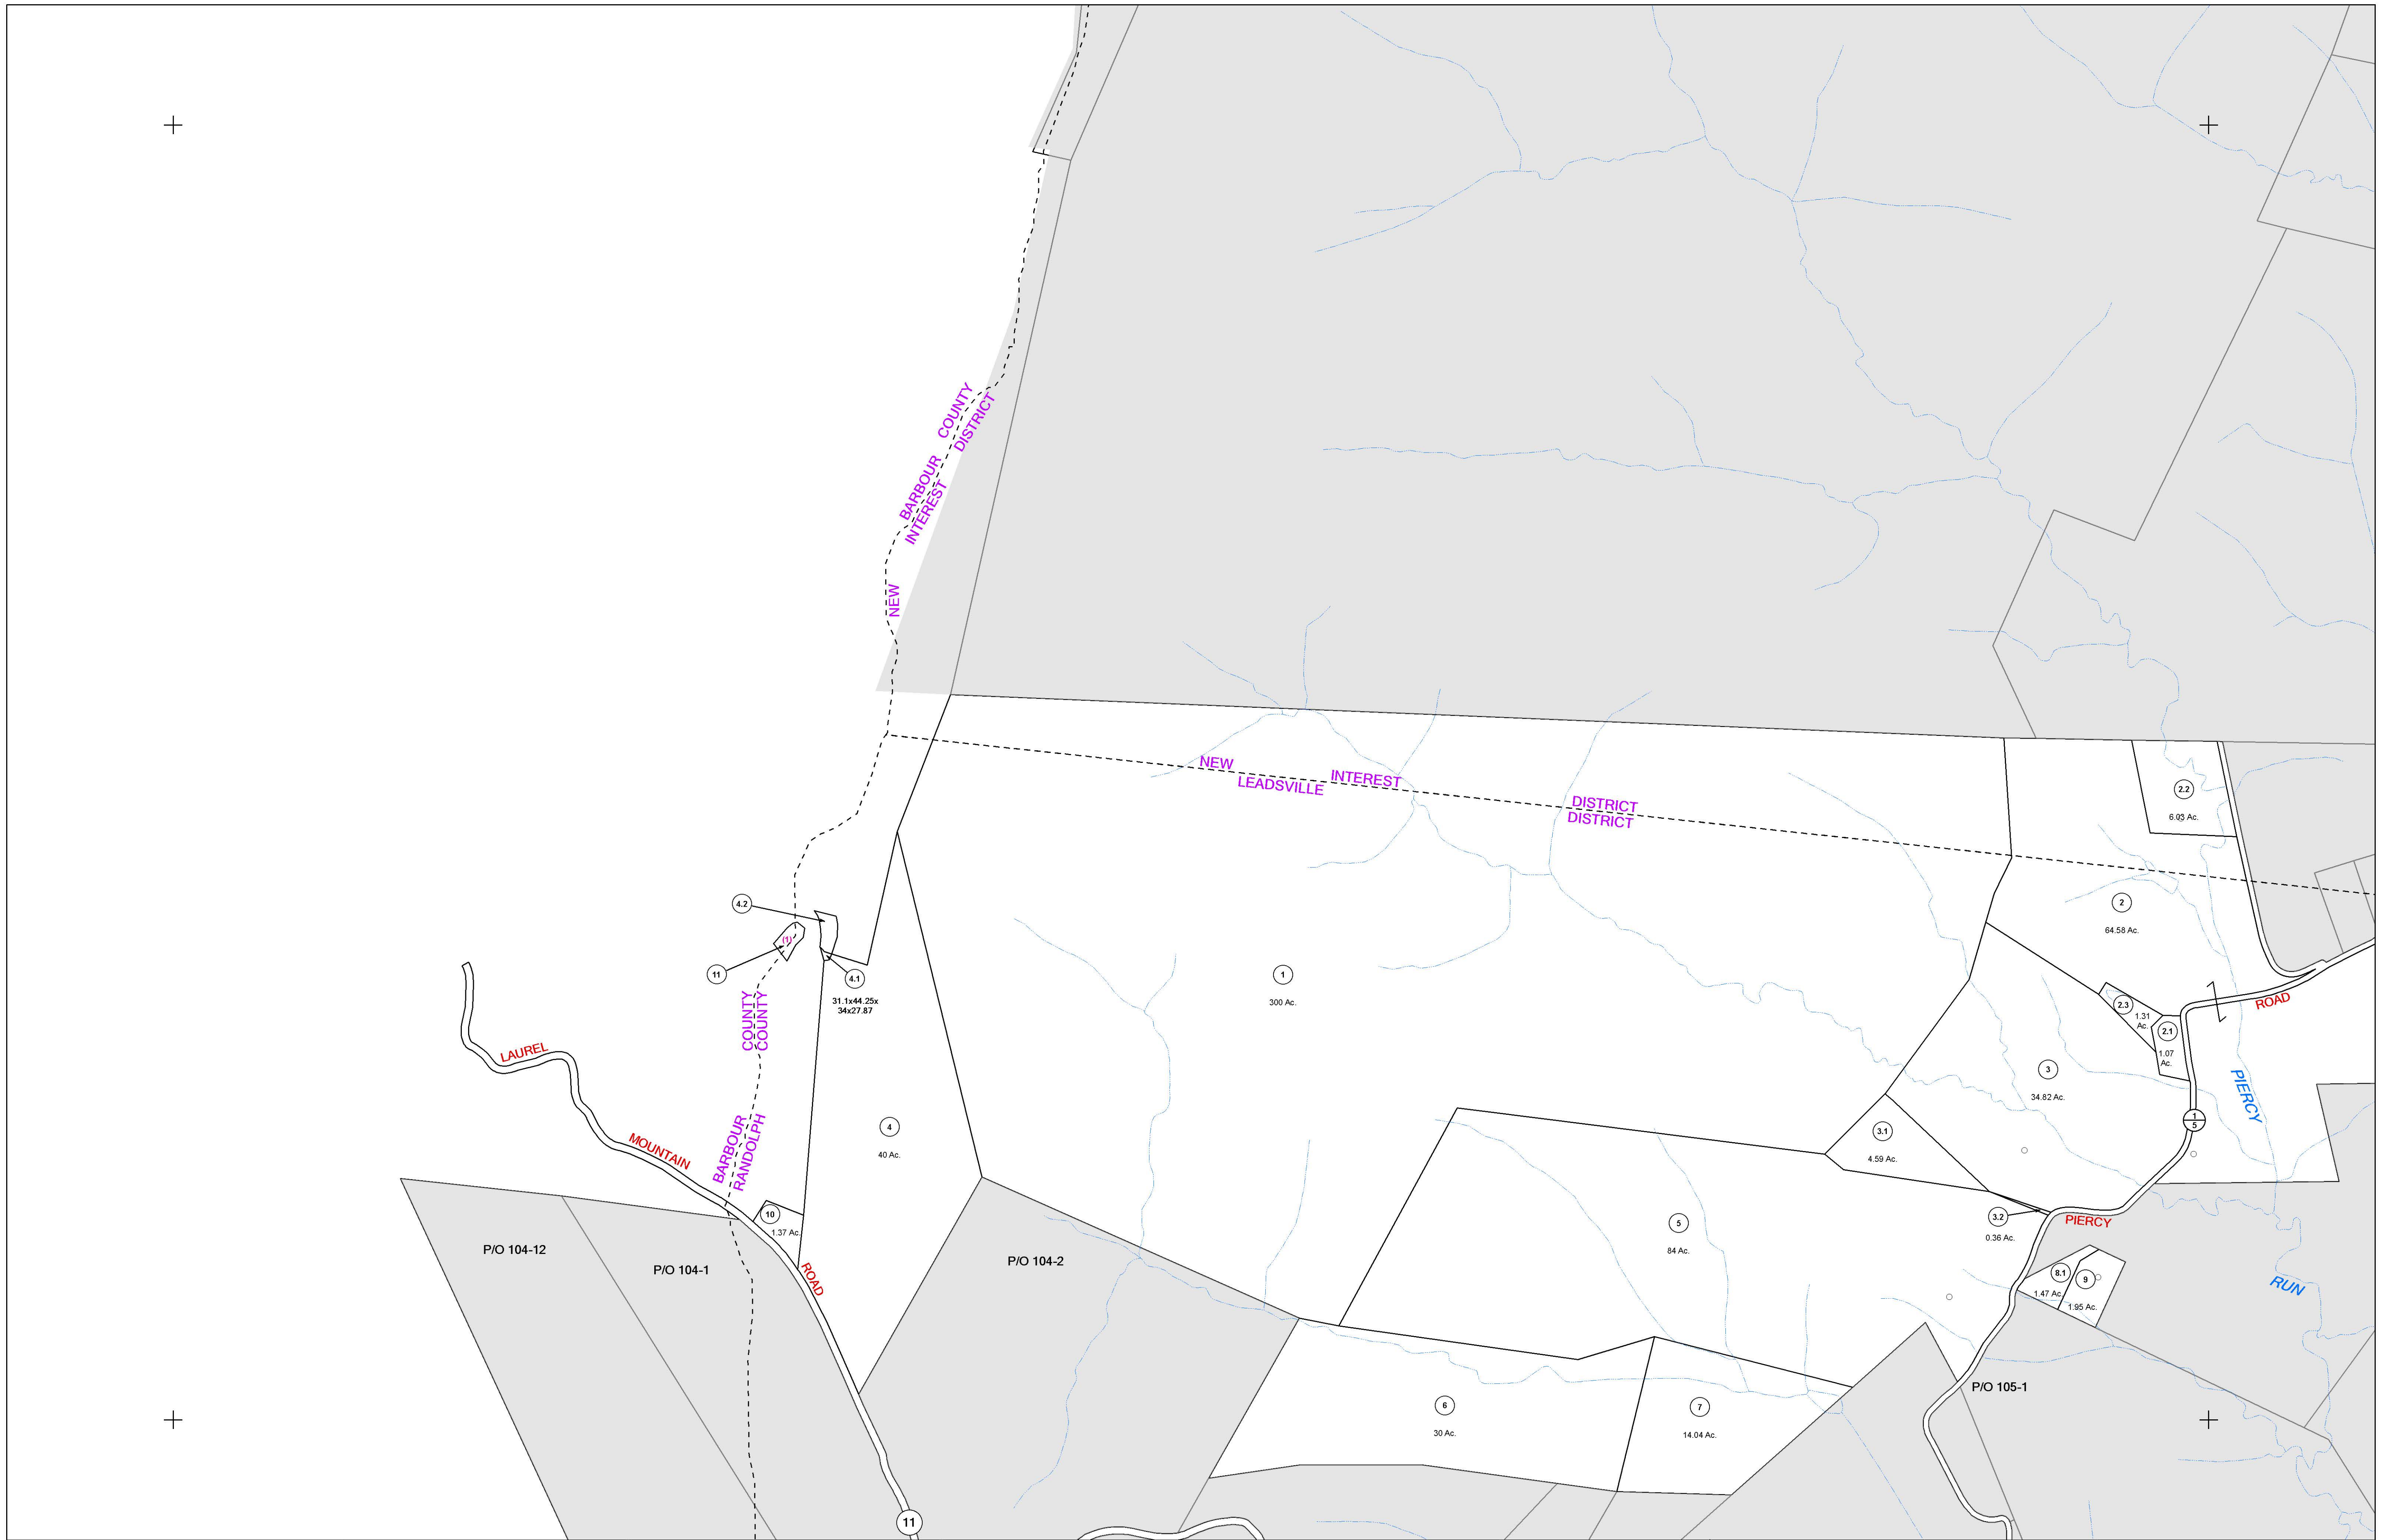 BARBOUR COUNTY
NEW INTEREST DISTRICT
NEW INTEREST DISTRICT
LEADSVILLE DISTRICT
2.2
6.03 Ac.
2
64.58 Ac.
4.2
(1)
11
4.1
31.1x44.25x
34x27.87
1
300 Ac.
2.3
1.31
Ac.
2.1
1.07
Ac.
ROAD
BARBOUR COUNTY
RANDOLPH COUNTY
LAUREL
MOUNTAIN
ROAD
3
34.82 Ac.
PIERCY
RUN
1
5
4
40 Ac.
3.1
4.59 Ac.
10
1.37 Ac.
5
84 Ac.
3.2
0.36 Ac.
PIERCY
P/O 104-12
P/O 104-1
P/O 104-2
8.1
1.47 Ac.
9
1.95 Ac.
P/O 105-1
6
30 Ac.
7
14.04 Ac.
11